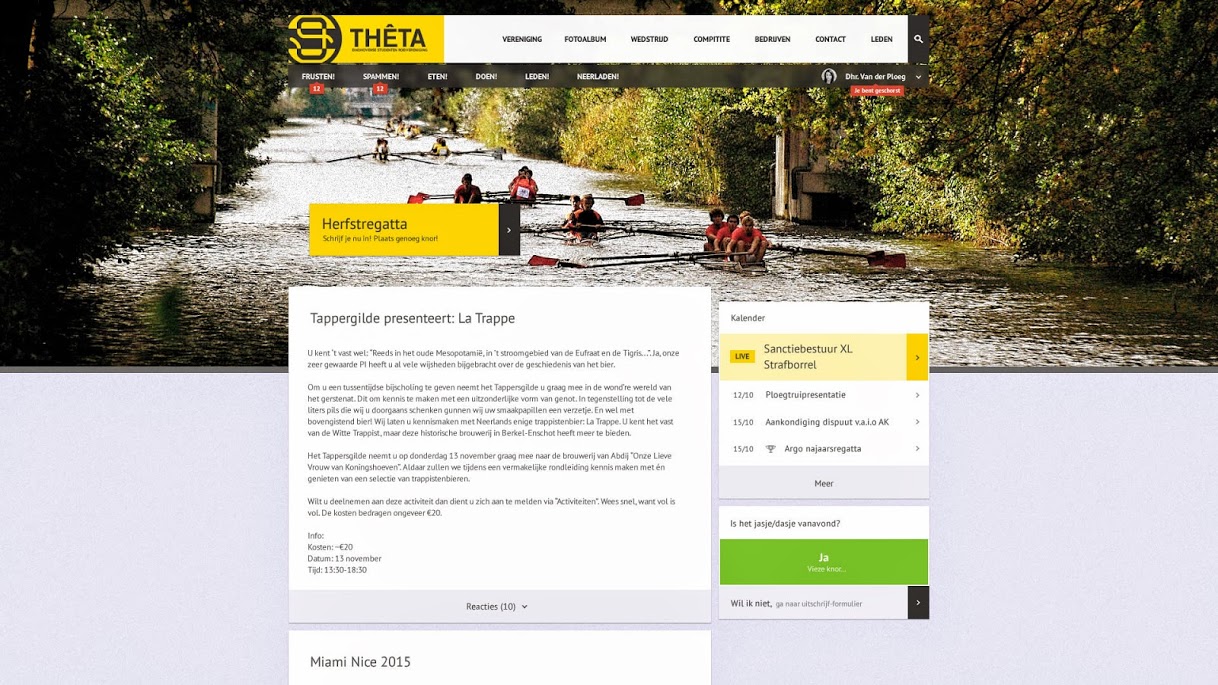 THÊTA
EINDHOVENSE STUDENTEN ROEIVERENIGING
VERENIGING FOTOALBUM WEDSTRIJD COMPITITE BEDRIJVEN CONTACT LEDEN
FRUSTEN! SPAMMEN! ETEN! DOEN! LEDEN! NEERLADEN! Dhr. Van der Ploeg
12 12 Je bent geschorst
Herfstregatta
Schrijf je nu in! Plaats genoeg knor!
Tappergilde presenteert: La Trappe
U kent 't vast wel: "Reeds in het oude Mesopotamië, in 't stroomgebied van de Eufraat en de Tigris...". Ja, onze
zeer gewaarde PI heeft u al vele wijsheden bijgebracht over de geschiedenis van het bier.
Om u een tussentijdse bijscholing te geven neemt het Tappersgilde u graag mee in de wond're wereld van
het gerstenat. Dit om kennis te maken met een uitzonderlijke vorm van genot. In tegenstelling tot de vele
liters pils die wij u doorgaans schenken gunnen wij uw smaakpapillen een verzetje. En wel met
bovengistend bier! Wij laten u kennismaken met Neerlands enige trappistenbier: La Trappe. U kent het vast
van de Witte Trappist, maar deze historische brouwerij in Berkel-Enschot heeft meer te bieden.
Het Tappersgilde neemt u op donderdag 13 november graag mee naar de brouwerij van Abdij "Onze Lieve
Vrouw van Koningshoeven". Aldaar zullen we tijdens een vermakelijke rondleiding kennis maken met én
genieten van een selectie van trappistenbieren.
Wilt u deelnemen aan deze activiteit dan dient u zich aan te melden via "Activiteiten". Wees snel, want vol is
vol. De kosten bedragen ongeveer €20.
Info:
Kosten: ~€20
Datum: 13 november
Tijd: 13:30-18:30
Reacties (10)
Miami Nice 2015
Kalender
LIVE Sanctiebestuur XL
Strafborrel
12/10 Ploegtruipresentatie
15/10 Aankondiging dispuut v.a.i.o AK
15/10 Argo najaarsregatta
Meer
Is het jasje/dasje vanavond?
Ja
Vieze knor...
Wil ik niet, ga naar uitschrijf-formulier